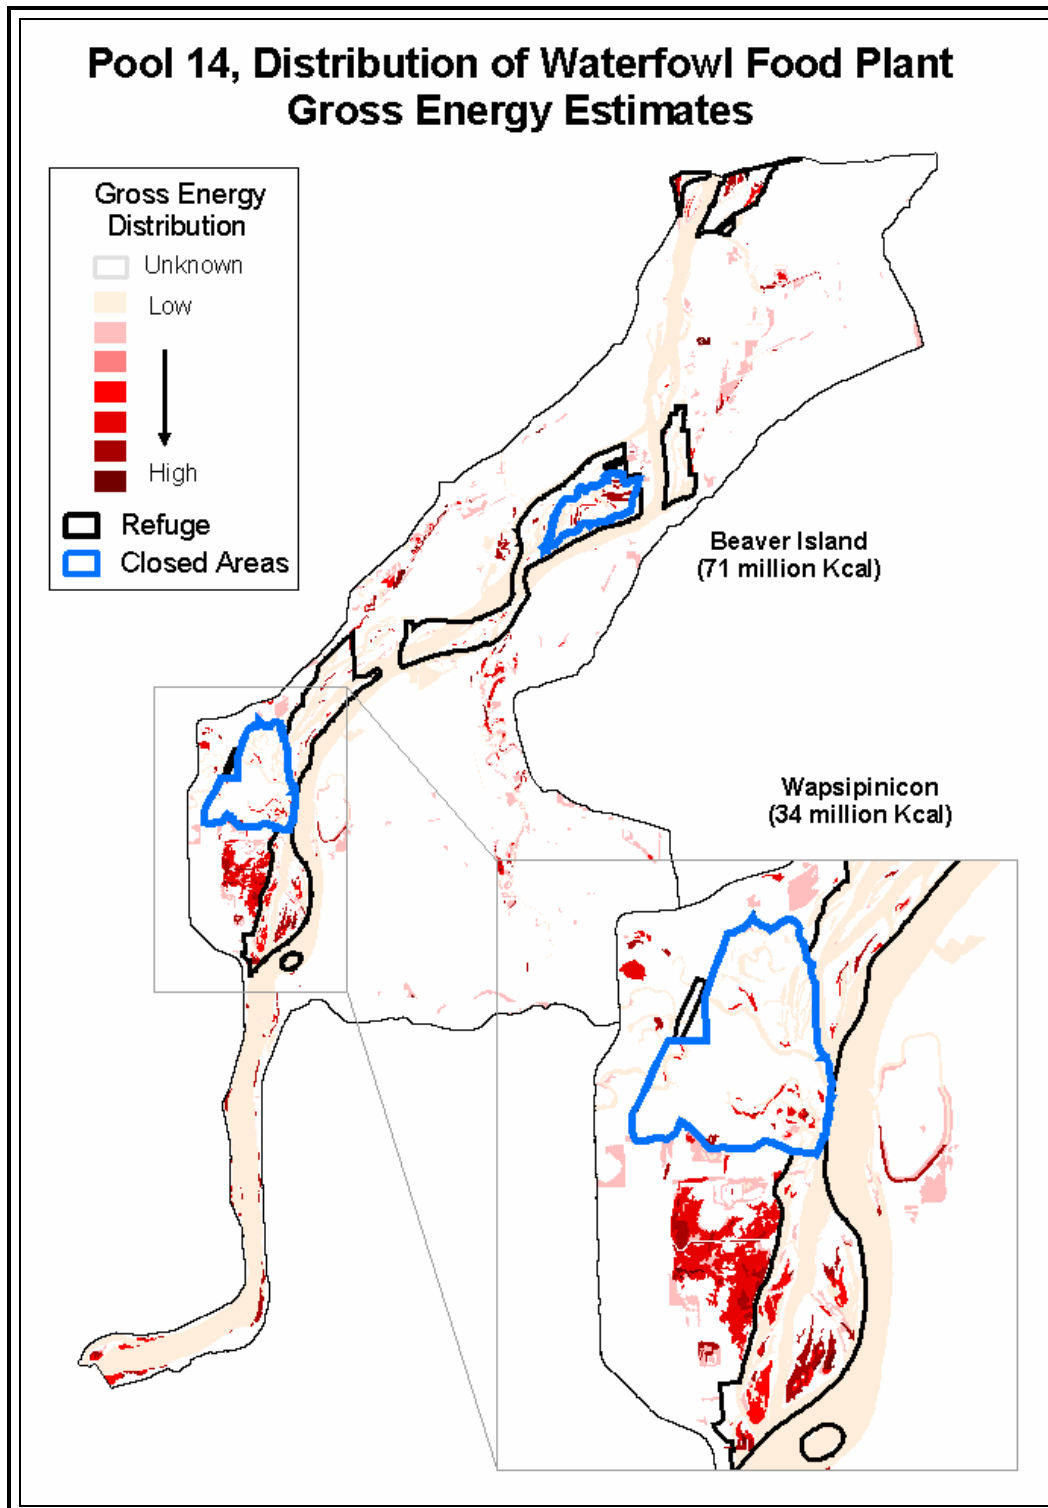 Pool 14, Distribution of Waterfowl Food Plant
Gross Energy Estimates
Gross Energy
Distribution
Unknown
Low
High
Refuge
Closed Areas
Beaver Island
(71 million Kcal)
Wapsipinicon
(34 million Kcal)